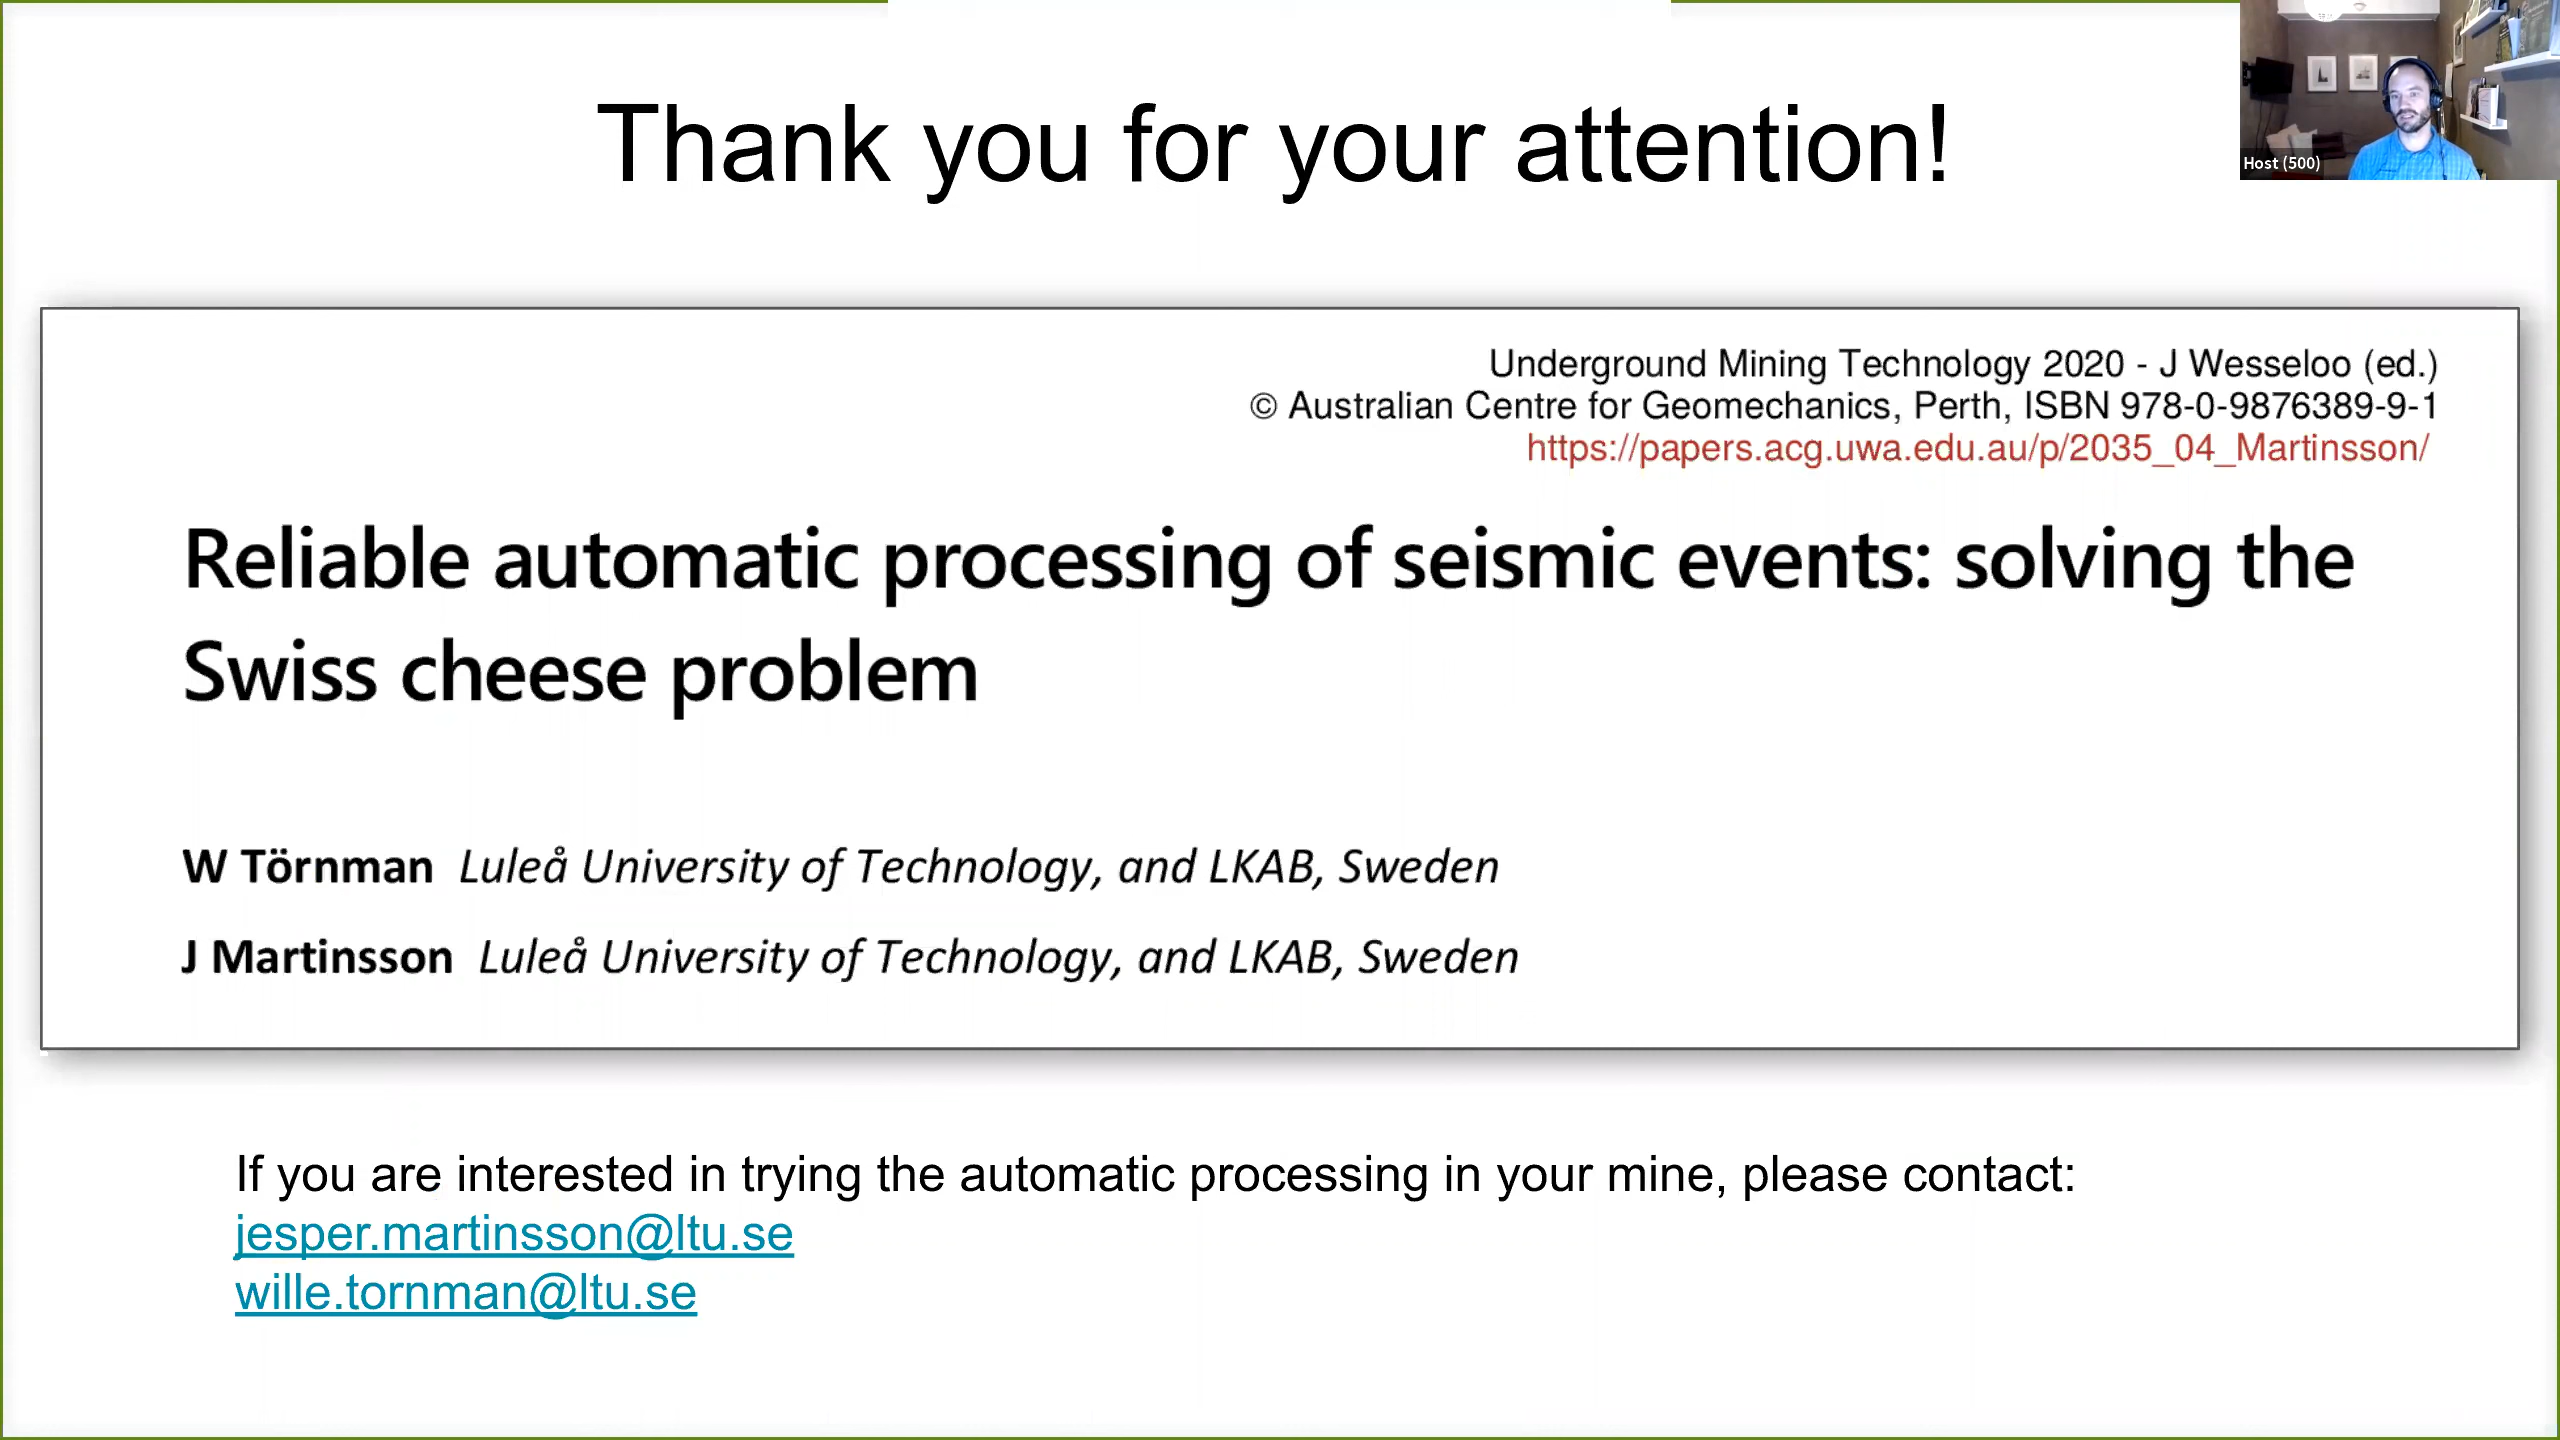 Thank you for your attention!
Host (500)
Underground Mining Technology 2020 - J Wesseloo (ed.)
© Australian Centre for Geomechanics, Perth, ISBN 978-0-9876389-9-1
https://papers.acg.uwa.edu.au/p/2035_04_Martinsson/
Reliable automatic processing of seismic events: solving the
Swiss cheese problem
W Törnman Luleå University of Technology, and LKAB, Sweden
J Martinsson Luleå University of Technology, and LKAB, Sweden
If you are interested in trying the automatic processing in your mine, please contact:
jesper.martinsson@ltu.se
wille.tornman@ltu.se